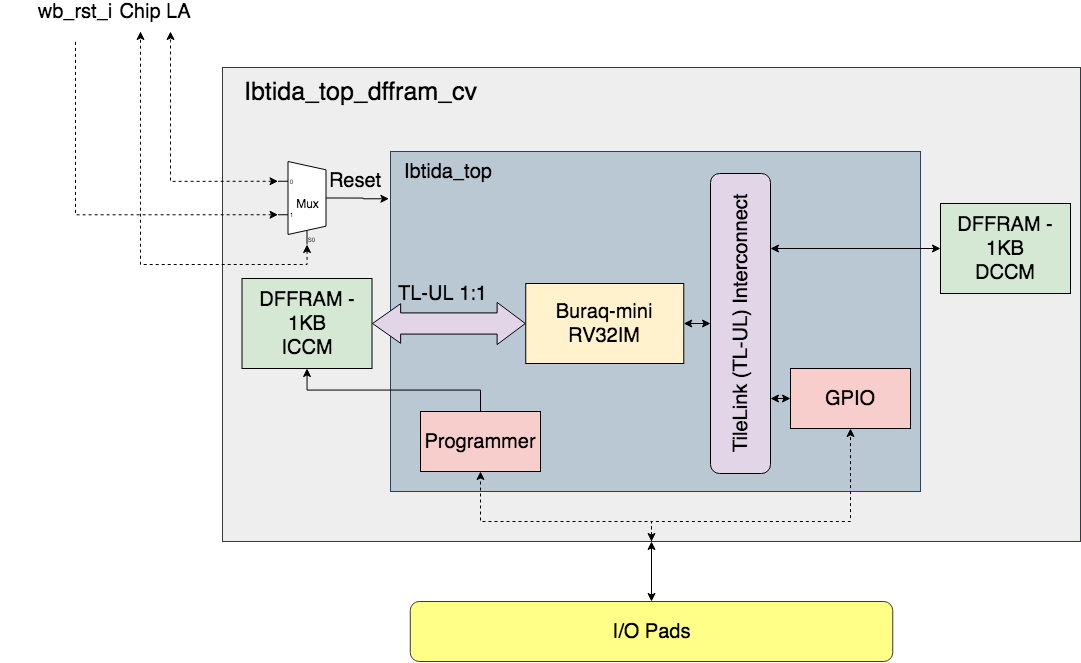 wb_rst_i Chip LA
Ibtida_top_dffram_cv
Ibtida_top
Reset
0
Mux
1
S0
DFFRAM -
1KB
ICCM
TL-UL 1:1
Buraq-mini
RV32IM
TileLink (TL-UL) Interconnect
DFFRAM -
1KB
DCCM
GPIO
Programmer
I/O Pads